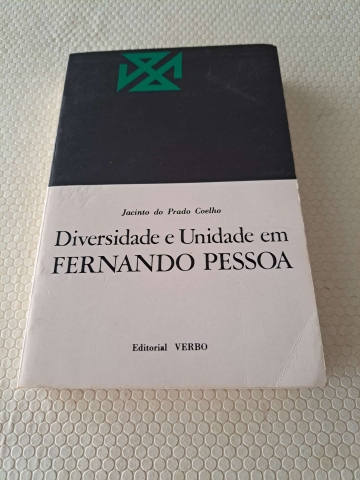 Jacinto do Prado Coelho
Diversidade e Unidade em
FERNANDO PESSOA
Editorial VERBO